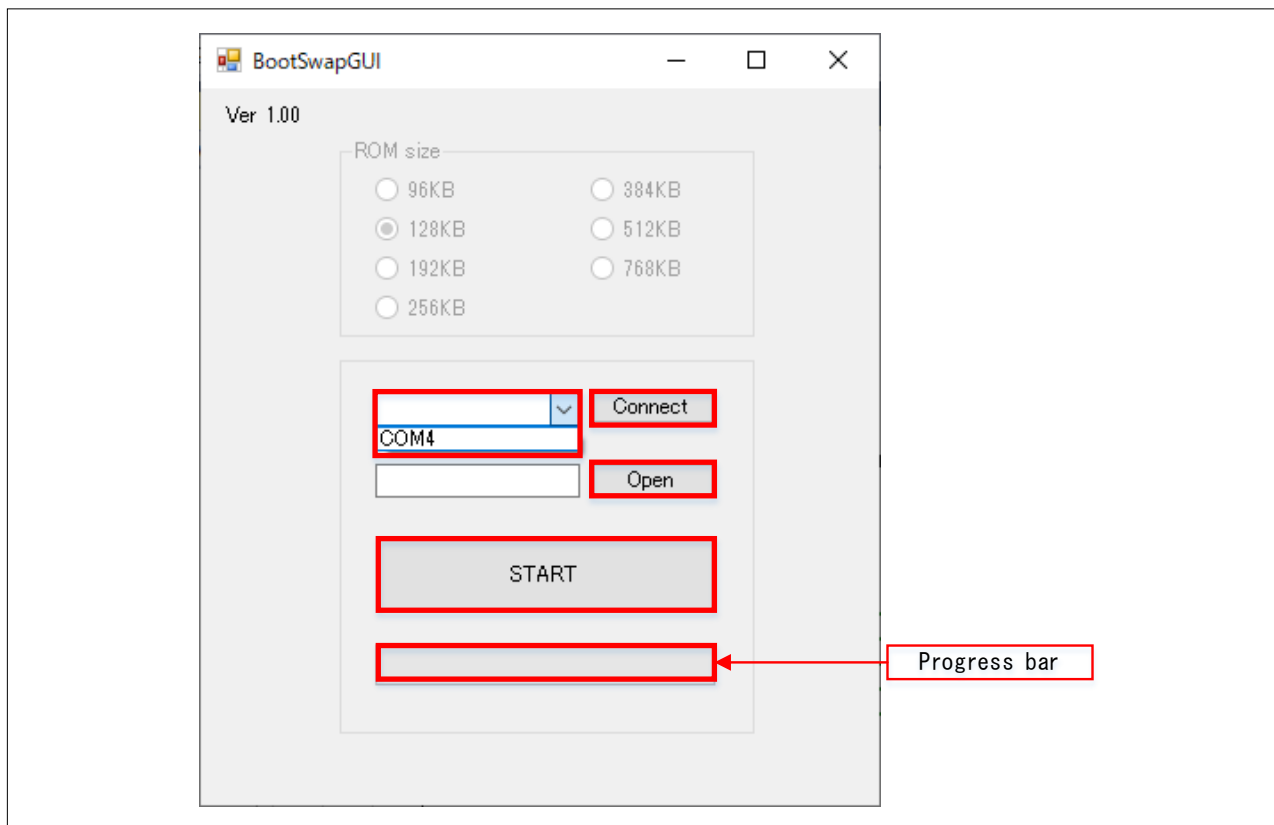 BootSwapGUI
Ver 1.00
ROM size
96KB 384KB
128KB 512KB
192KB 768KB
256KB
Connect
COM4
Open
START
Progress bar